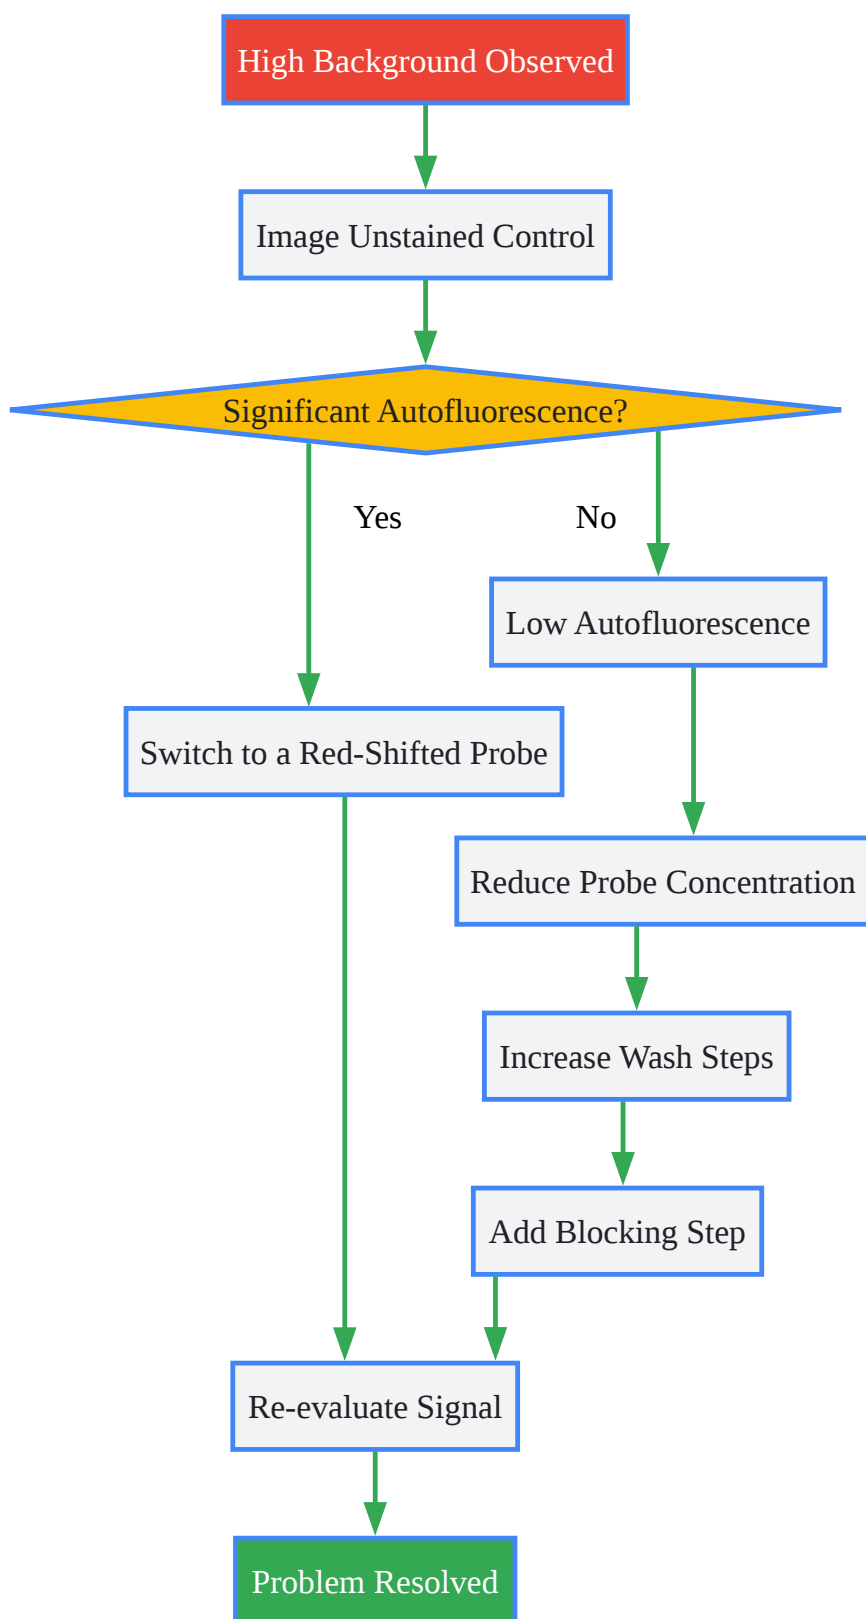 High Background Observed
Image Unstained Control
Significant Autofluorescence?
Yes
No
Low Autofluorescence
Switch to a Red-Shifted Probe
Reduce Probe Concentration
Increase Wash Steps
Add Blocking Step
Re-evaluate Signal
Problem Resolved